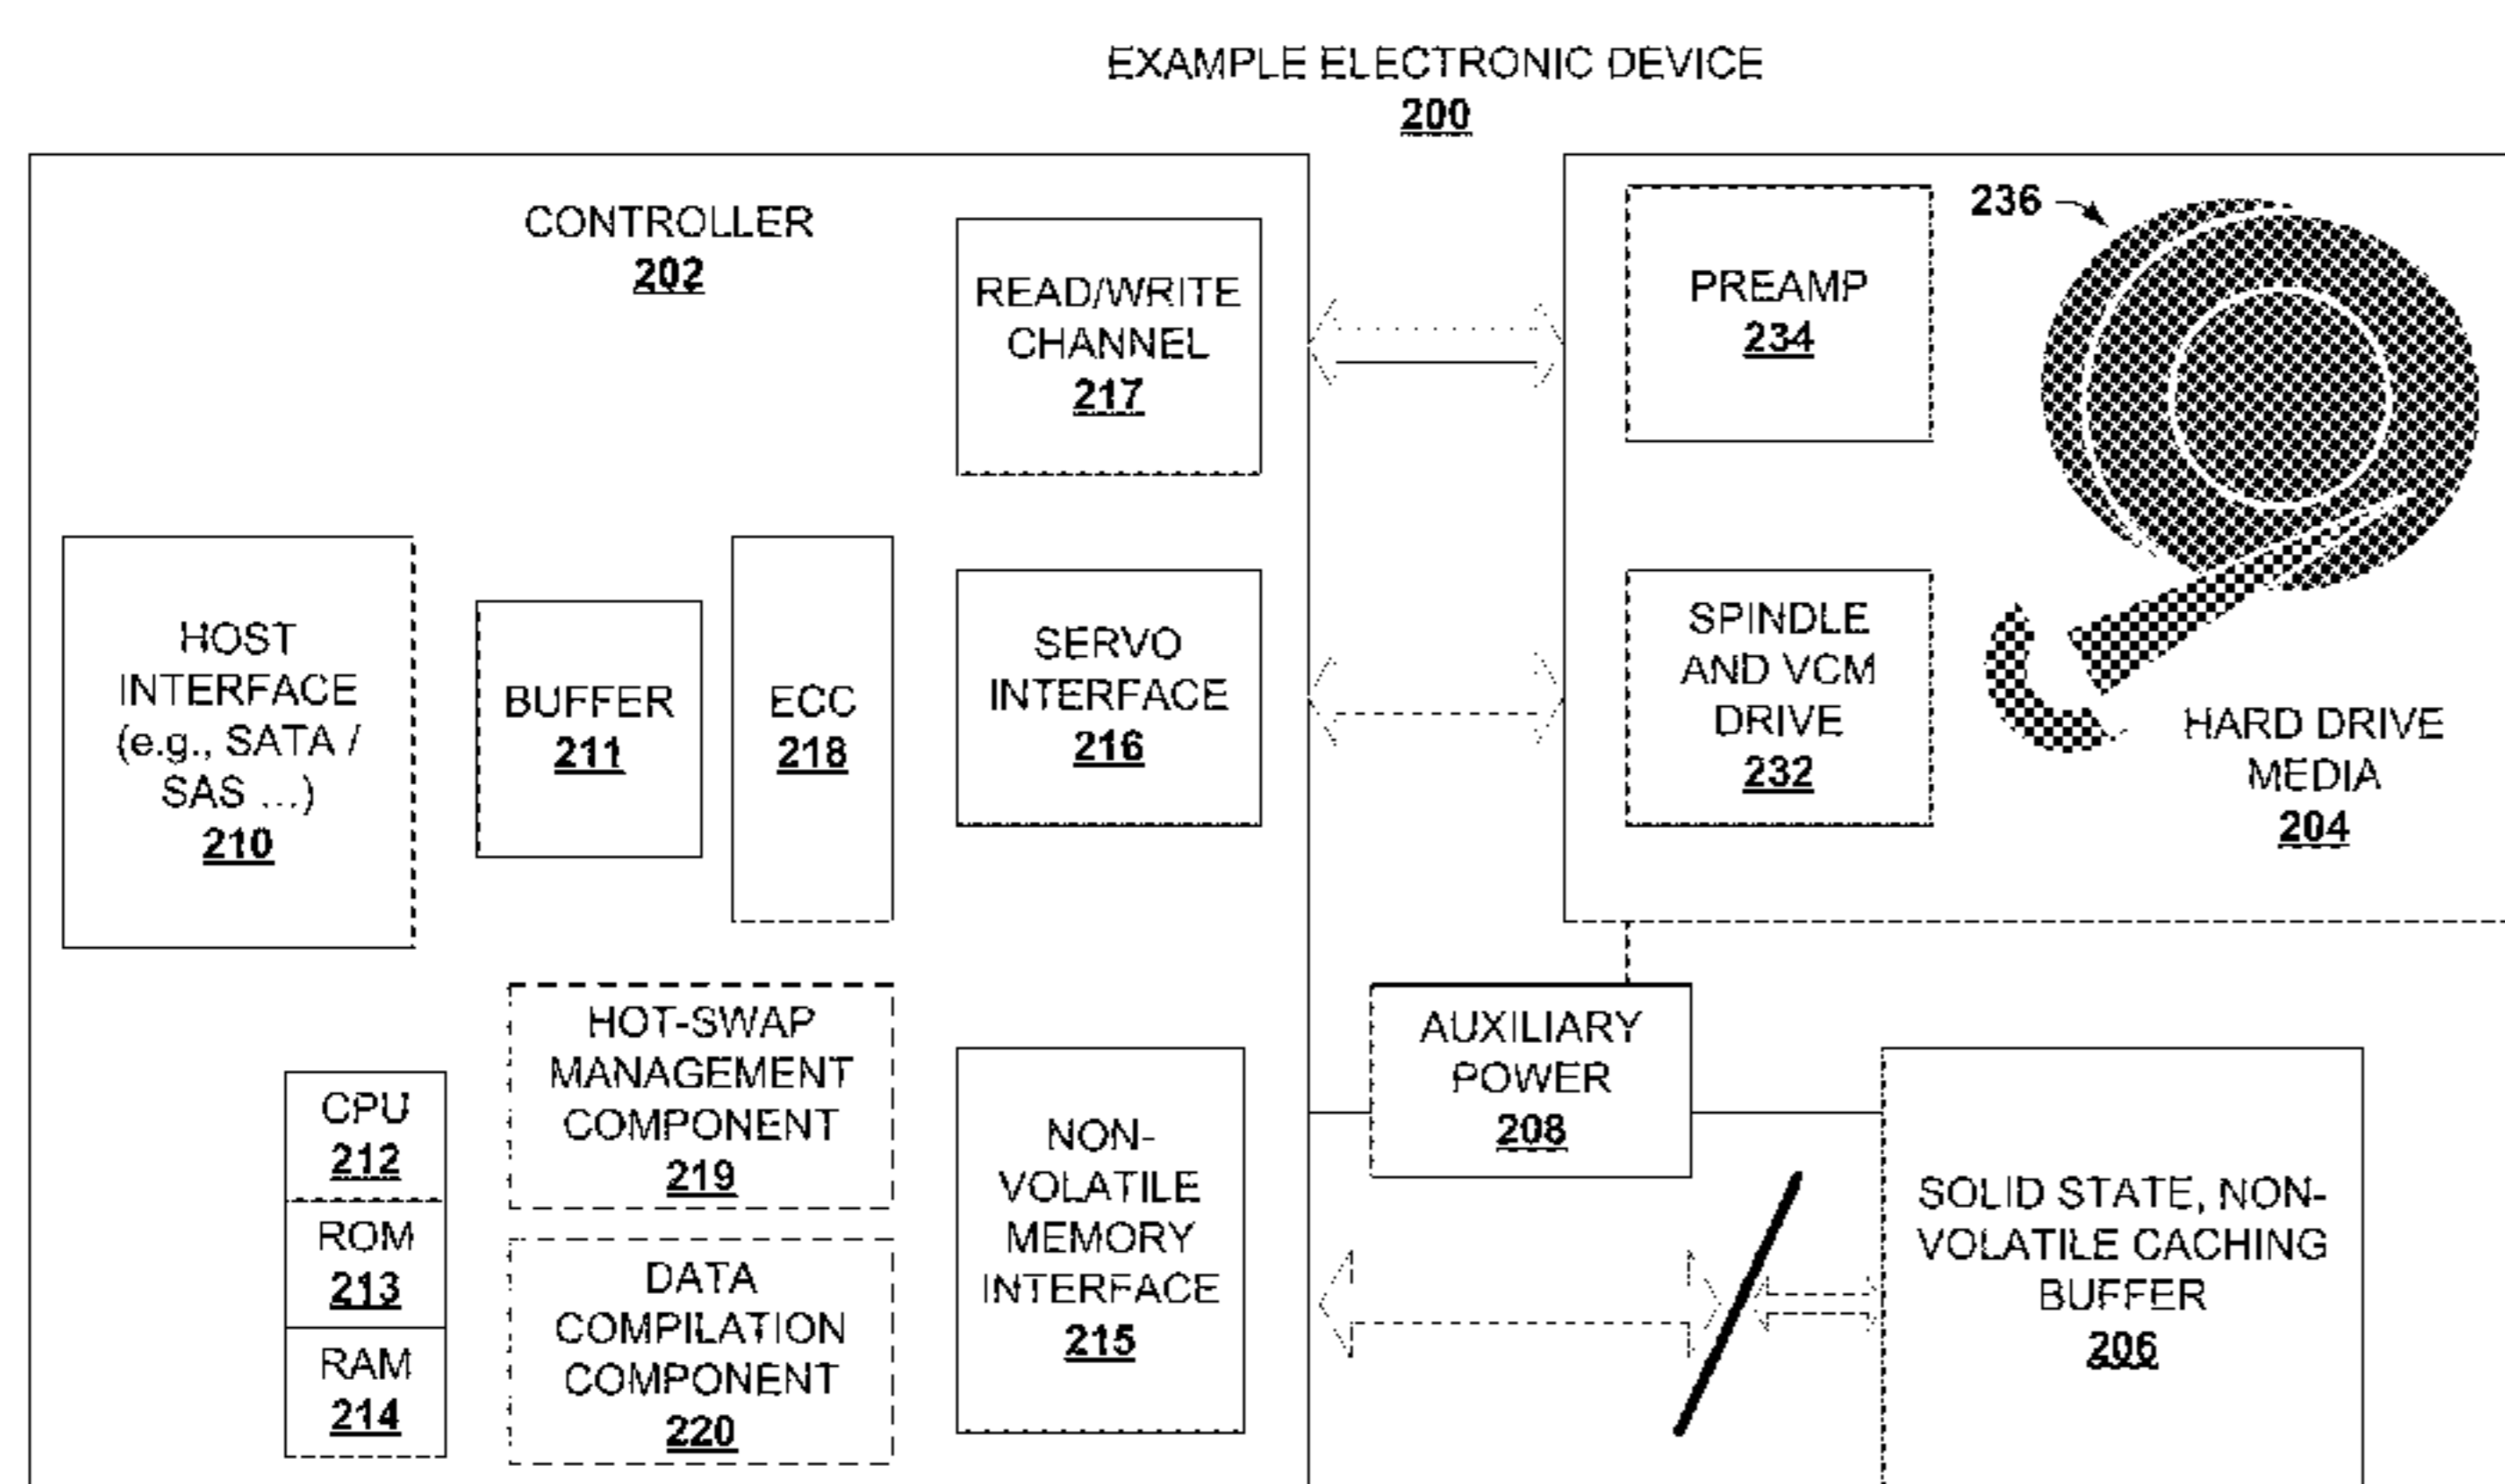 EXAMPLE ELECTRONIC DEVICE
200
CONTROLLER
202
READ/WRITE
CHANNEL
217
PREAMP
234
236
HOST
INTERFACE
(e.g., SATA /
SAS ...)
210
BUFFER
211
ECC
218
SERVO
INTERFACE
216
SPINDLE
AND VCM
DRIVE
232
HARD DRIVE
MEDIA
204
HOT-SWAP
MANAGEMENT
COMPONENT
219
AUXILIARY
POWER
208
CPU
212
ROM
213
RAM
214
DATA
COMPILATION
COMPONENT
220
NON-
VOLATILE
MEMORY
INTERFACE
215
SOLID STATE, NON-
VOLATILE CACHING
BUFFER
206